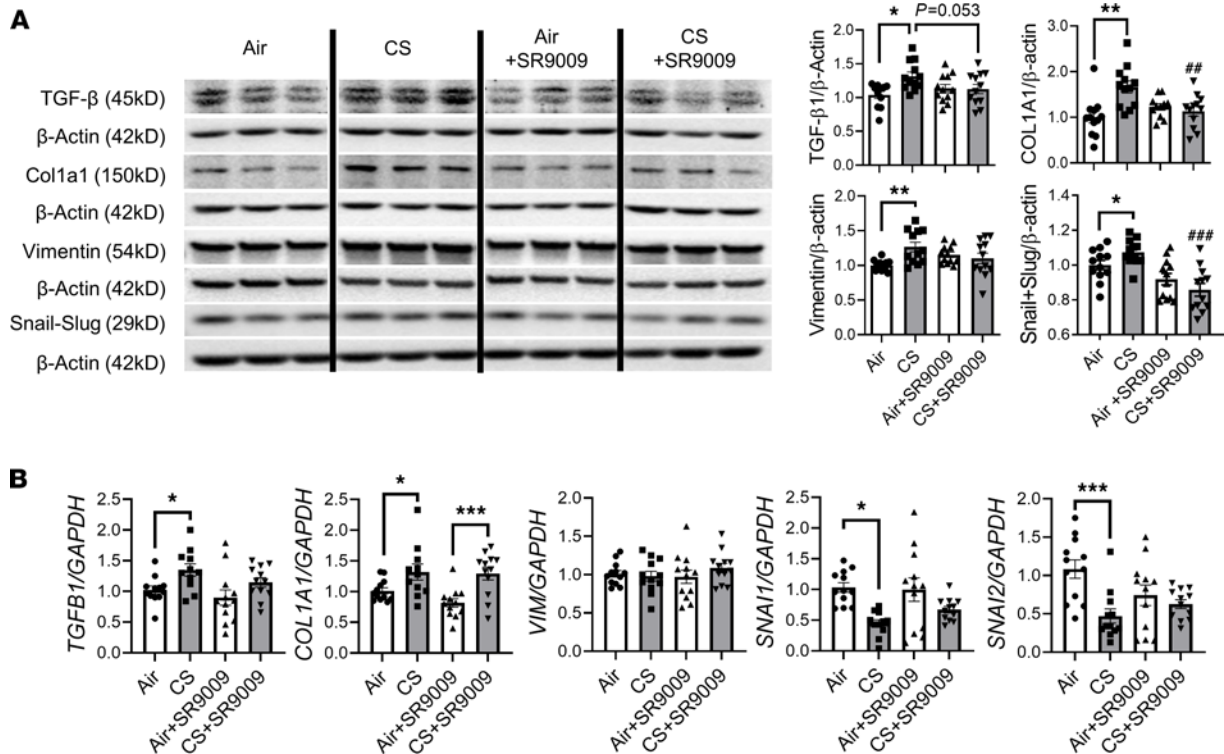 A
Air
CS
Air
+SR9009
CS
+SR9009
TGF-β (45kD)
β-Actin (42kD)
Col1a1 (150kD)
β-Actin (42kD)
Vimentin (54kD)
β-Actin (42kD)
Snail-Slug (29kD)
β-Actin (42kD)
TGF-β1/β-Actin
2.0
1.5
1.0
0.5
0.0
*
P=0.053
COL1A1/β-actin
3.0
2.0
1.0
0.0
**
##
Vimentin/β-actin
2.0
1.5
1.0
0.5
0.0
**
Air
CS
Air+SR9009
CS+SR9009
Snail+Slug/β-actin
1.4
1.2
1.0
0.8
0.6
*
###
Air
CS
Air +SR9009
CS+SR9009
B
TGFB1/GAPDH
2.5
2.0
1.5
1.0
0.5
0.0
*
Air
CS
Air+SR9009
CS+SR9009
COL1A1/GAPDH
2.5
2.0
1.5
1.0
0.5
0.0
*
***
Air
CS
Air+SR9009
CS+SR9009
VIM/GAPDH
2.0
1.5
1.0
0.5
0.0
Air
CS
Air+SR9009
CS+SR9009
SNAI1/GAPDH
2.5
2.0
1.5
1.0
0.5
0.0
*
Air
CS
Air+SR9009
CS+SR9009
SNAI2/GAPDH
2.0
1.5
1.0
0.5
0.0
***
Air
CS
Air+SR9009
CS+SR9009